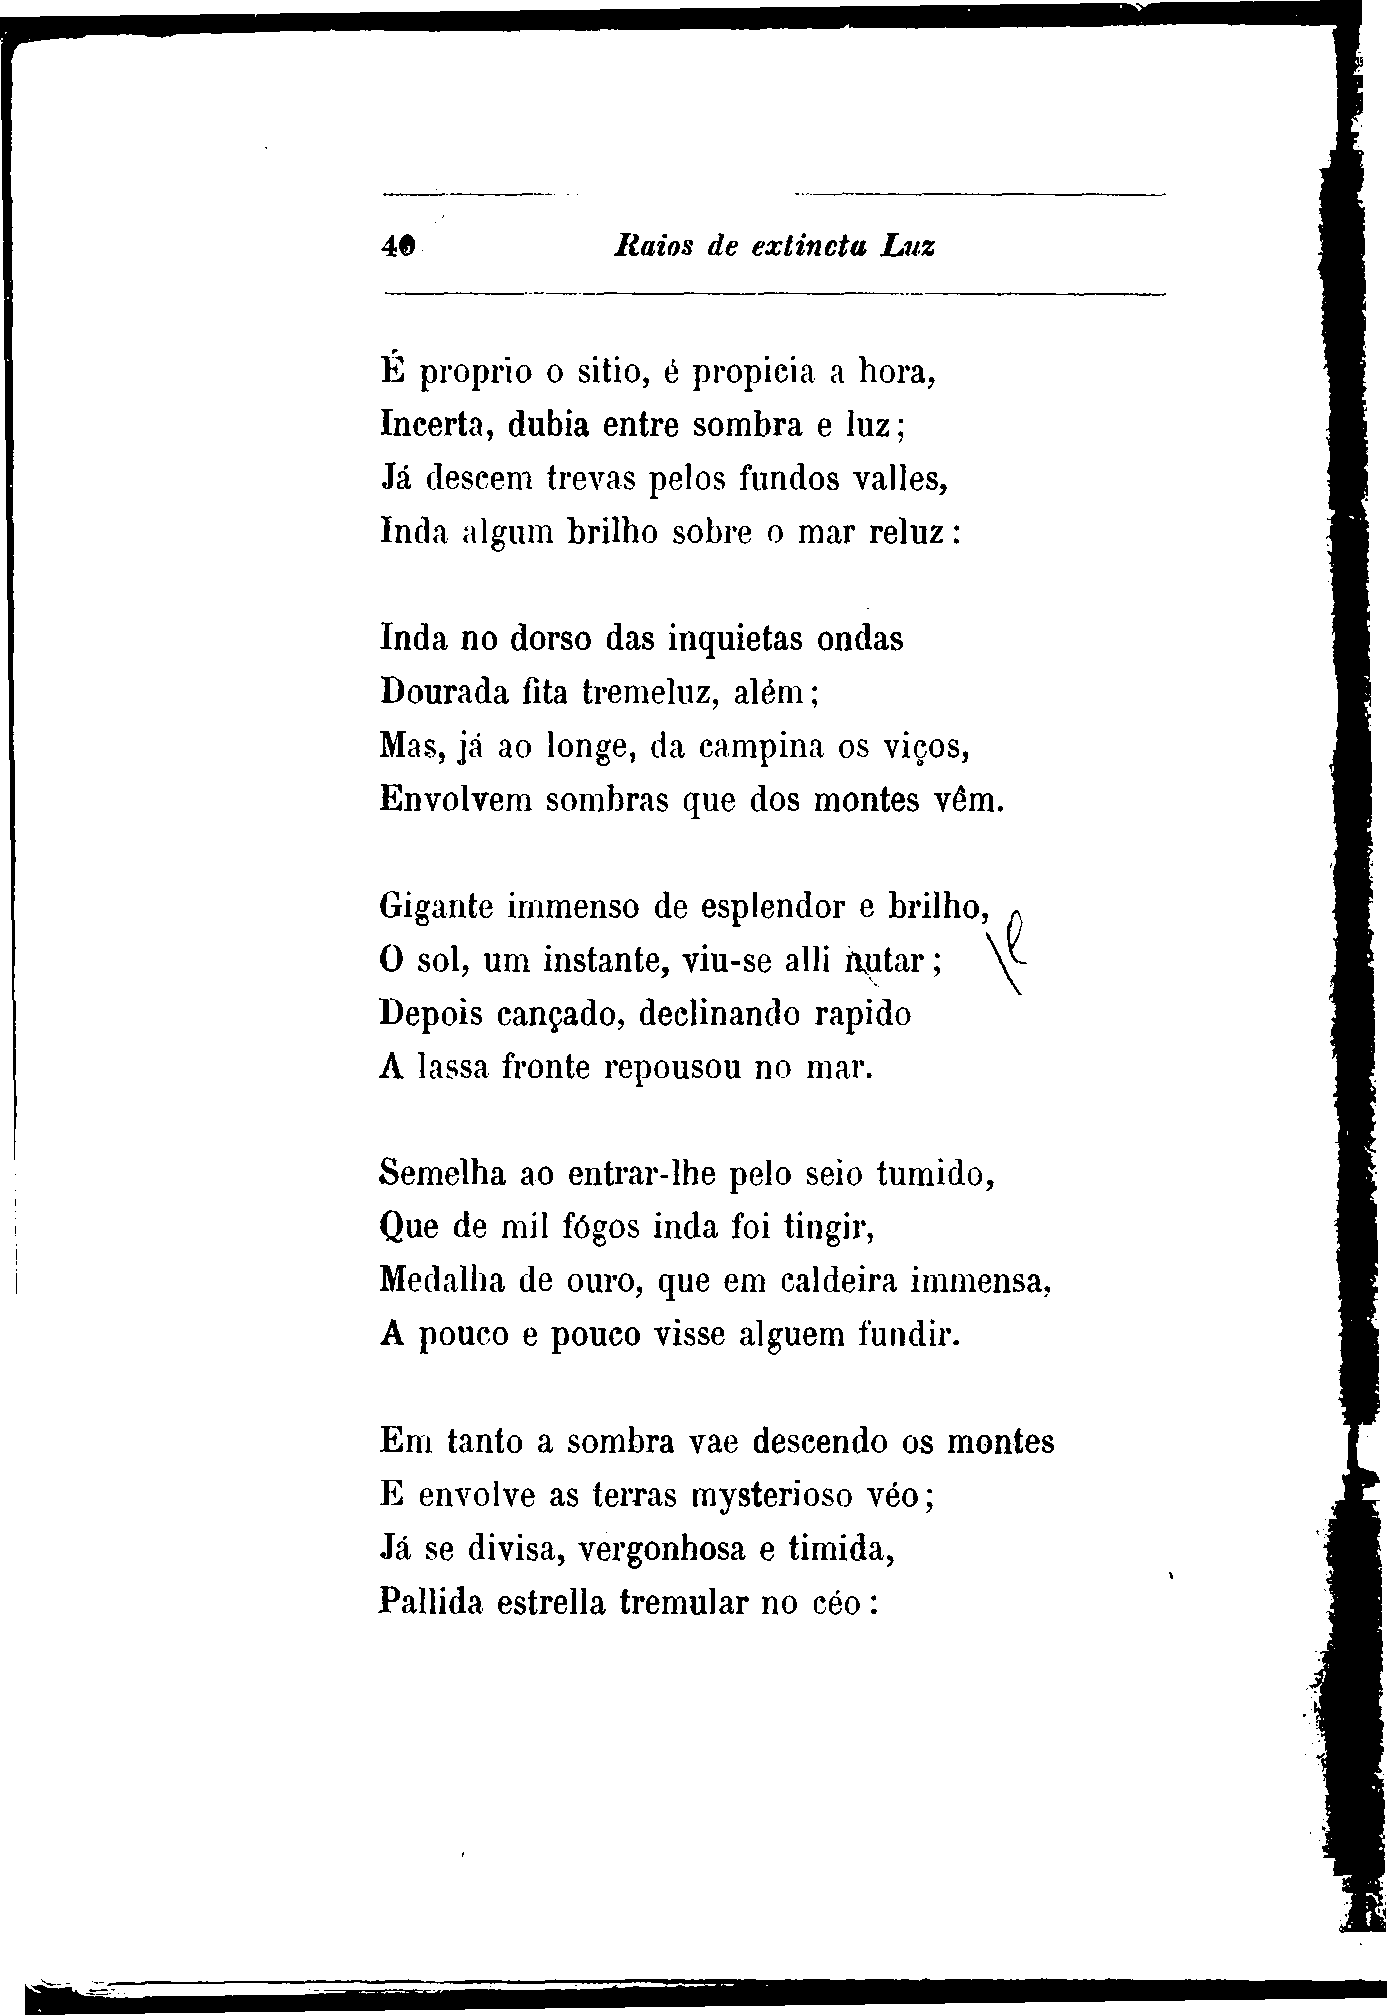 40 Raios de extincta Luz
É proprio o sitio, é propicia a hora,
Incerta, dubia entre sombra e luz;
Já descem trevas pelos fundos valles,
Inda algum brilho sobre o mar reluz:
Inda no dorso das inquietas ondas
Dourada fita tremeluz, além;
Mas, já ao longe, da campina os viços,
Envolvem sombras que dos montes vêm.
Gigante immenso de esplendor e brilho,
O sol, um instante, viu-se alli nutar;
Depois cançado, declinando rapido
A lassa fronte repousou no mar.
Semelha ao entrar-lhe pelo seio tumido,
Que de mil fógos inda foi tingir,
Medalha de ouro, que em caldeira immensa,
A pouco e pouco visse alguem fundir.
Em tanto a sombra vae descendo os montes
E envolve as terras mysterioso véo;
Já se divisa, vergonhosa e timida,
Pallida estrella tremular no céo: